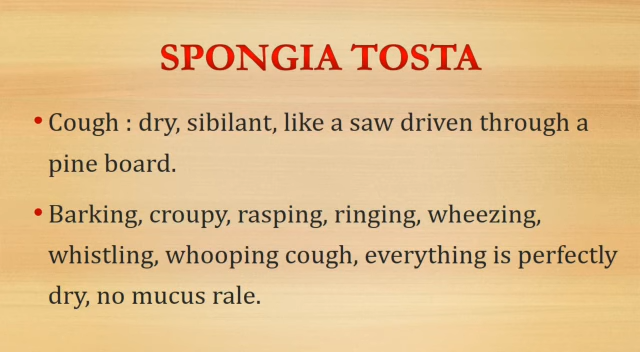 SPONGIA TOSTA
• Cough : dry, sibilant, like a saw driven through a
pine board.
• Barking, croupy, rasping, ringing, wheezing,
whistling, whooping cough, everything is perfectly
dry, no mucus rale.